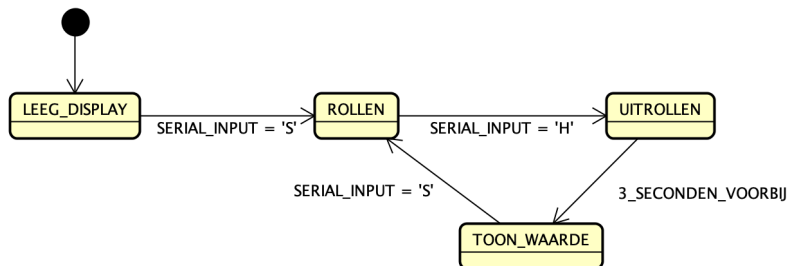 LEEG_DISPLAY
ROLLEN
UITROLLEN
SERIAL_INPUT = 'S'
SERIAL_INPUT = 'H'
SERIAL_INPUT = 'S'
3_SECONDEN_VOORBIJ
TOON_WAARDE